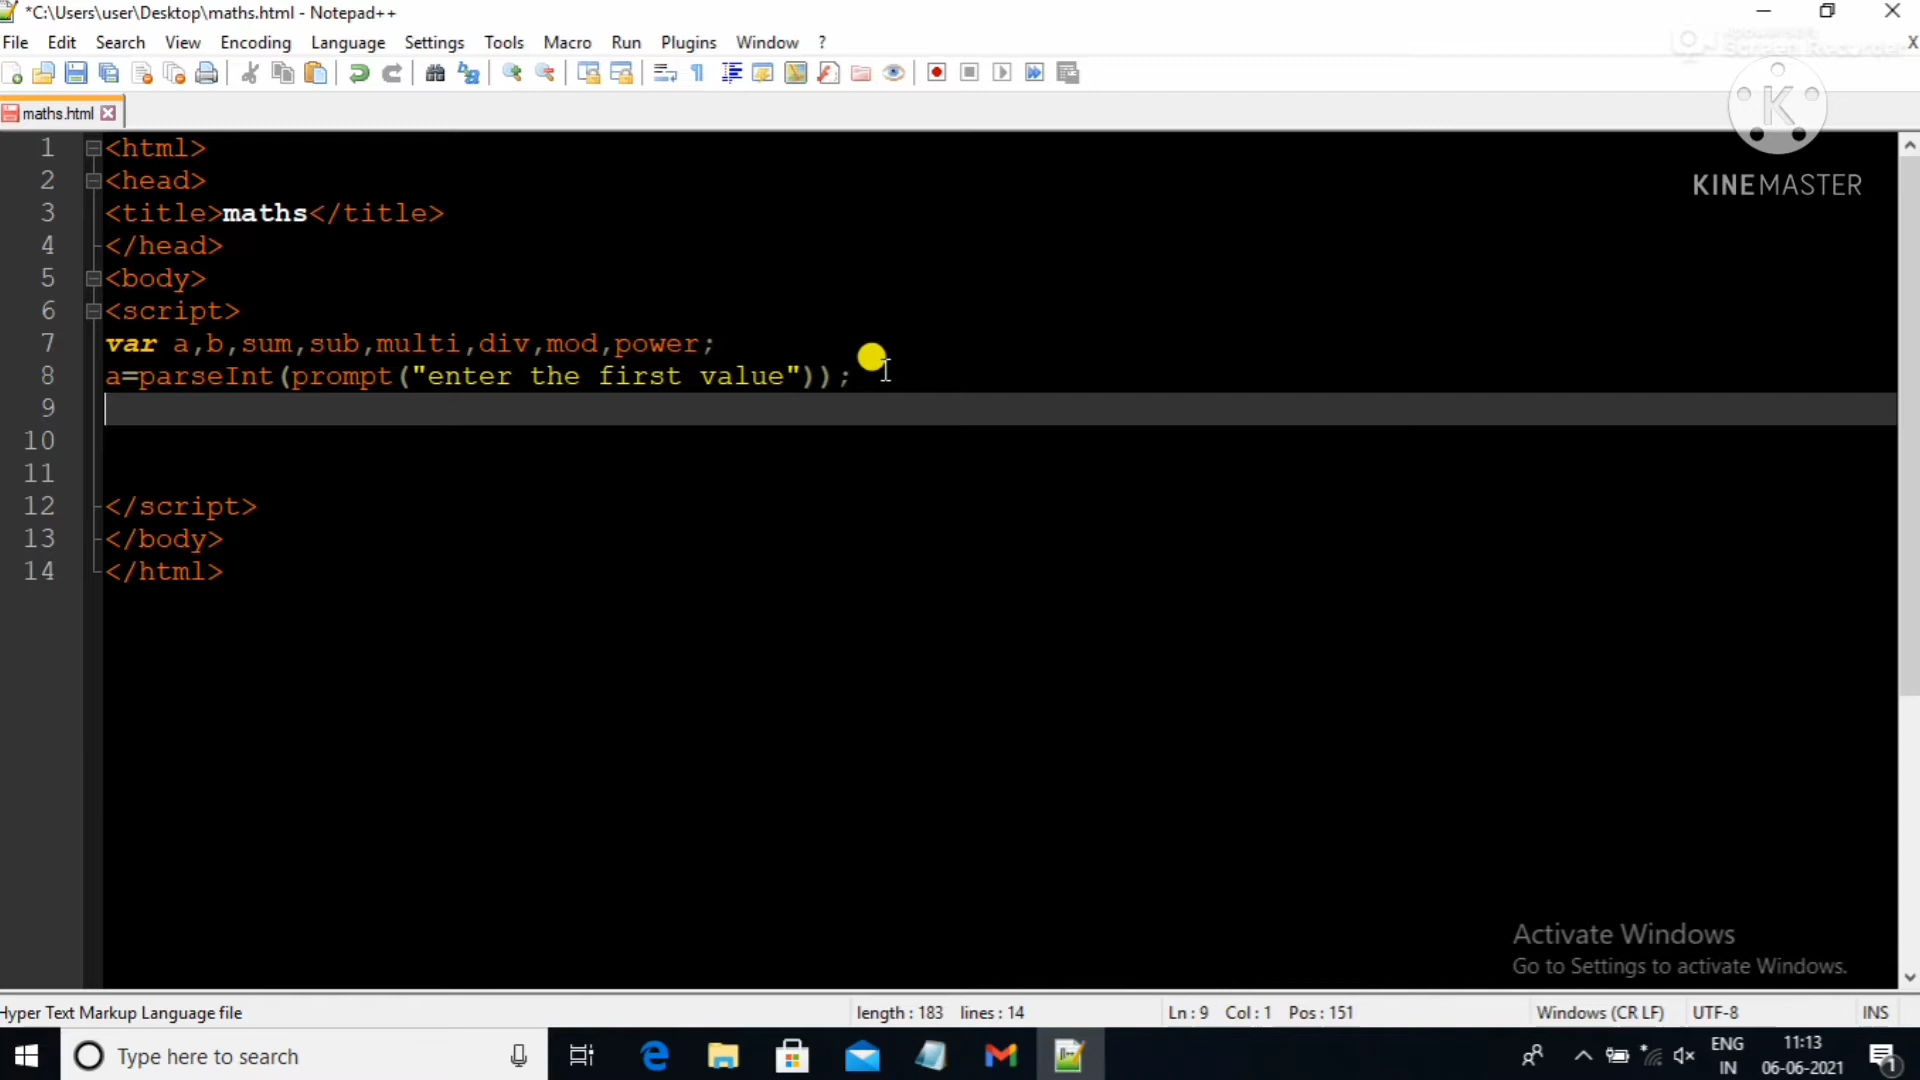 *C:\Users\user\Desktop\maths.html - Notepad++
File Edit Search View Encoding Language Settings Tools Macro Run Plugins Window ?
X
Screen Recorder
maths.html
K
KINEMASTER
1 <html>
2 <head>
3 <title>maths</title>
4 </head>
5 <body>
6 <script>
7 var a,b,sum,sub,multi,div,mod,power;
8 a=parseInt(prompt("enter the first value"));
9
10
11
12 </script>
13 </body>
14 </html>
Activate Windows
Go to Settings to activate Windows.
Hyper Text Markup Language file length : 183 lines : 14 Ln : 9 Col : 1 Pos : 151 Windows (CR LF) UTF-8 INS
Type here to search
ENG
IN
11:13
06-06-2021
1